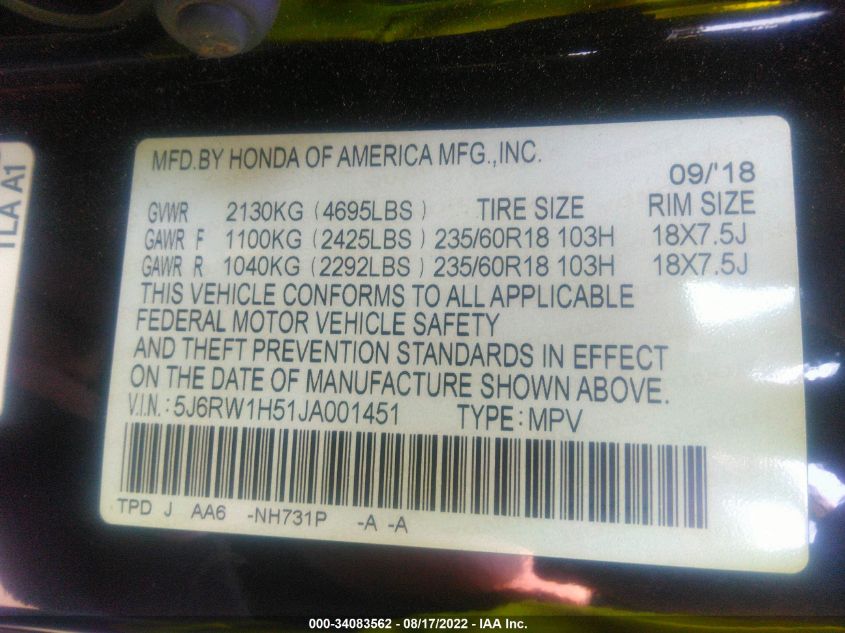 TLA A1
MFD.BY HONDA OF AMERICA MFG.,INC.
09/'18
GVWR 2130KG (4695LBS) TIRE SIZE RIM SIZE
GAWR F 1100KG (2425LBS) 235/60R18 103H 18X7.5J
GAWR R 1040KG (2292LBS) 235/60R18 103H 18X7.5J
THIS VEHICLE CONFORMS TO ALL APPLICABLE
FEDERAL MOTOR VEHICLE SAFETY
AND THEFT PREVENTION STANDARDS IN EFFECT
ON THE DATE OF MANUFACTURE SHOWN ABOVE.
V.I.N.: 5J6RW1H51JA001451 TYPE: MPV
TPD J AA6 -NH731P -A -A
000-34083562 - 08/17/2022 - IAA Inc.